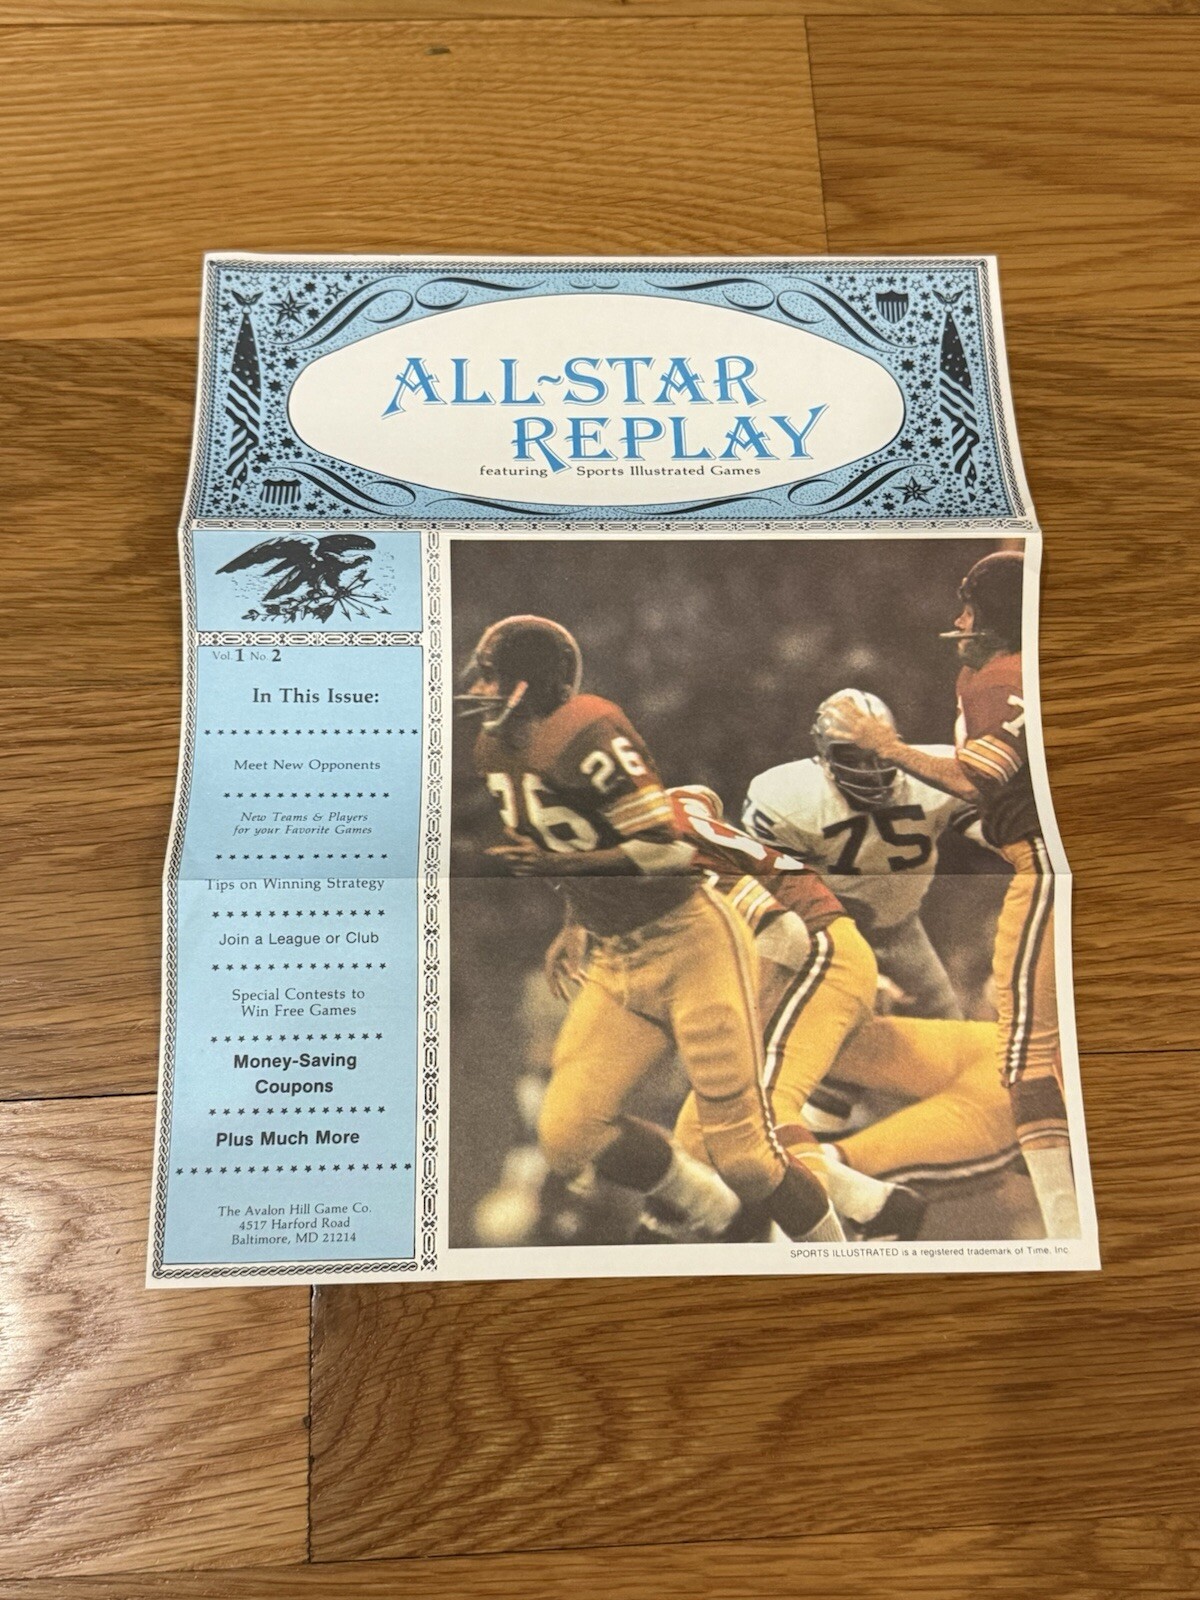 ALL-STAR
REPLAY
featuring Sports Illustrated Games
Vol. 1 No 2
In This Issue:
Meet New Opponents
New Teams & Players
for your Favorite Games
Tips on Winning Strategy
Join a League or Club
Special Contests to
Win Free Games
Money-Saving
Coupons
Plus Much More
The Avalon Hill Game Co.
4517 Harford Road
Baltimore, MD 21214
26
26
75
7
SPORTS ILLUSTRATED is a registered trademark of Time, Inc.